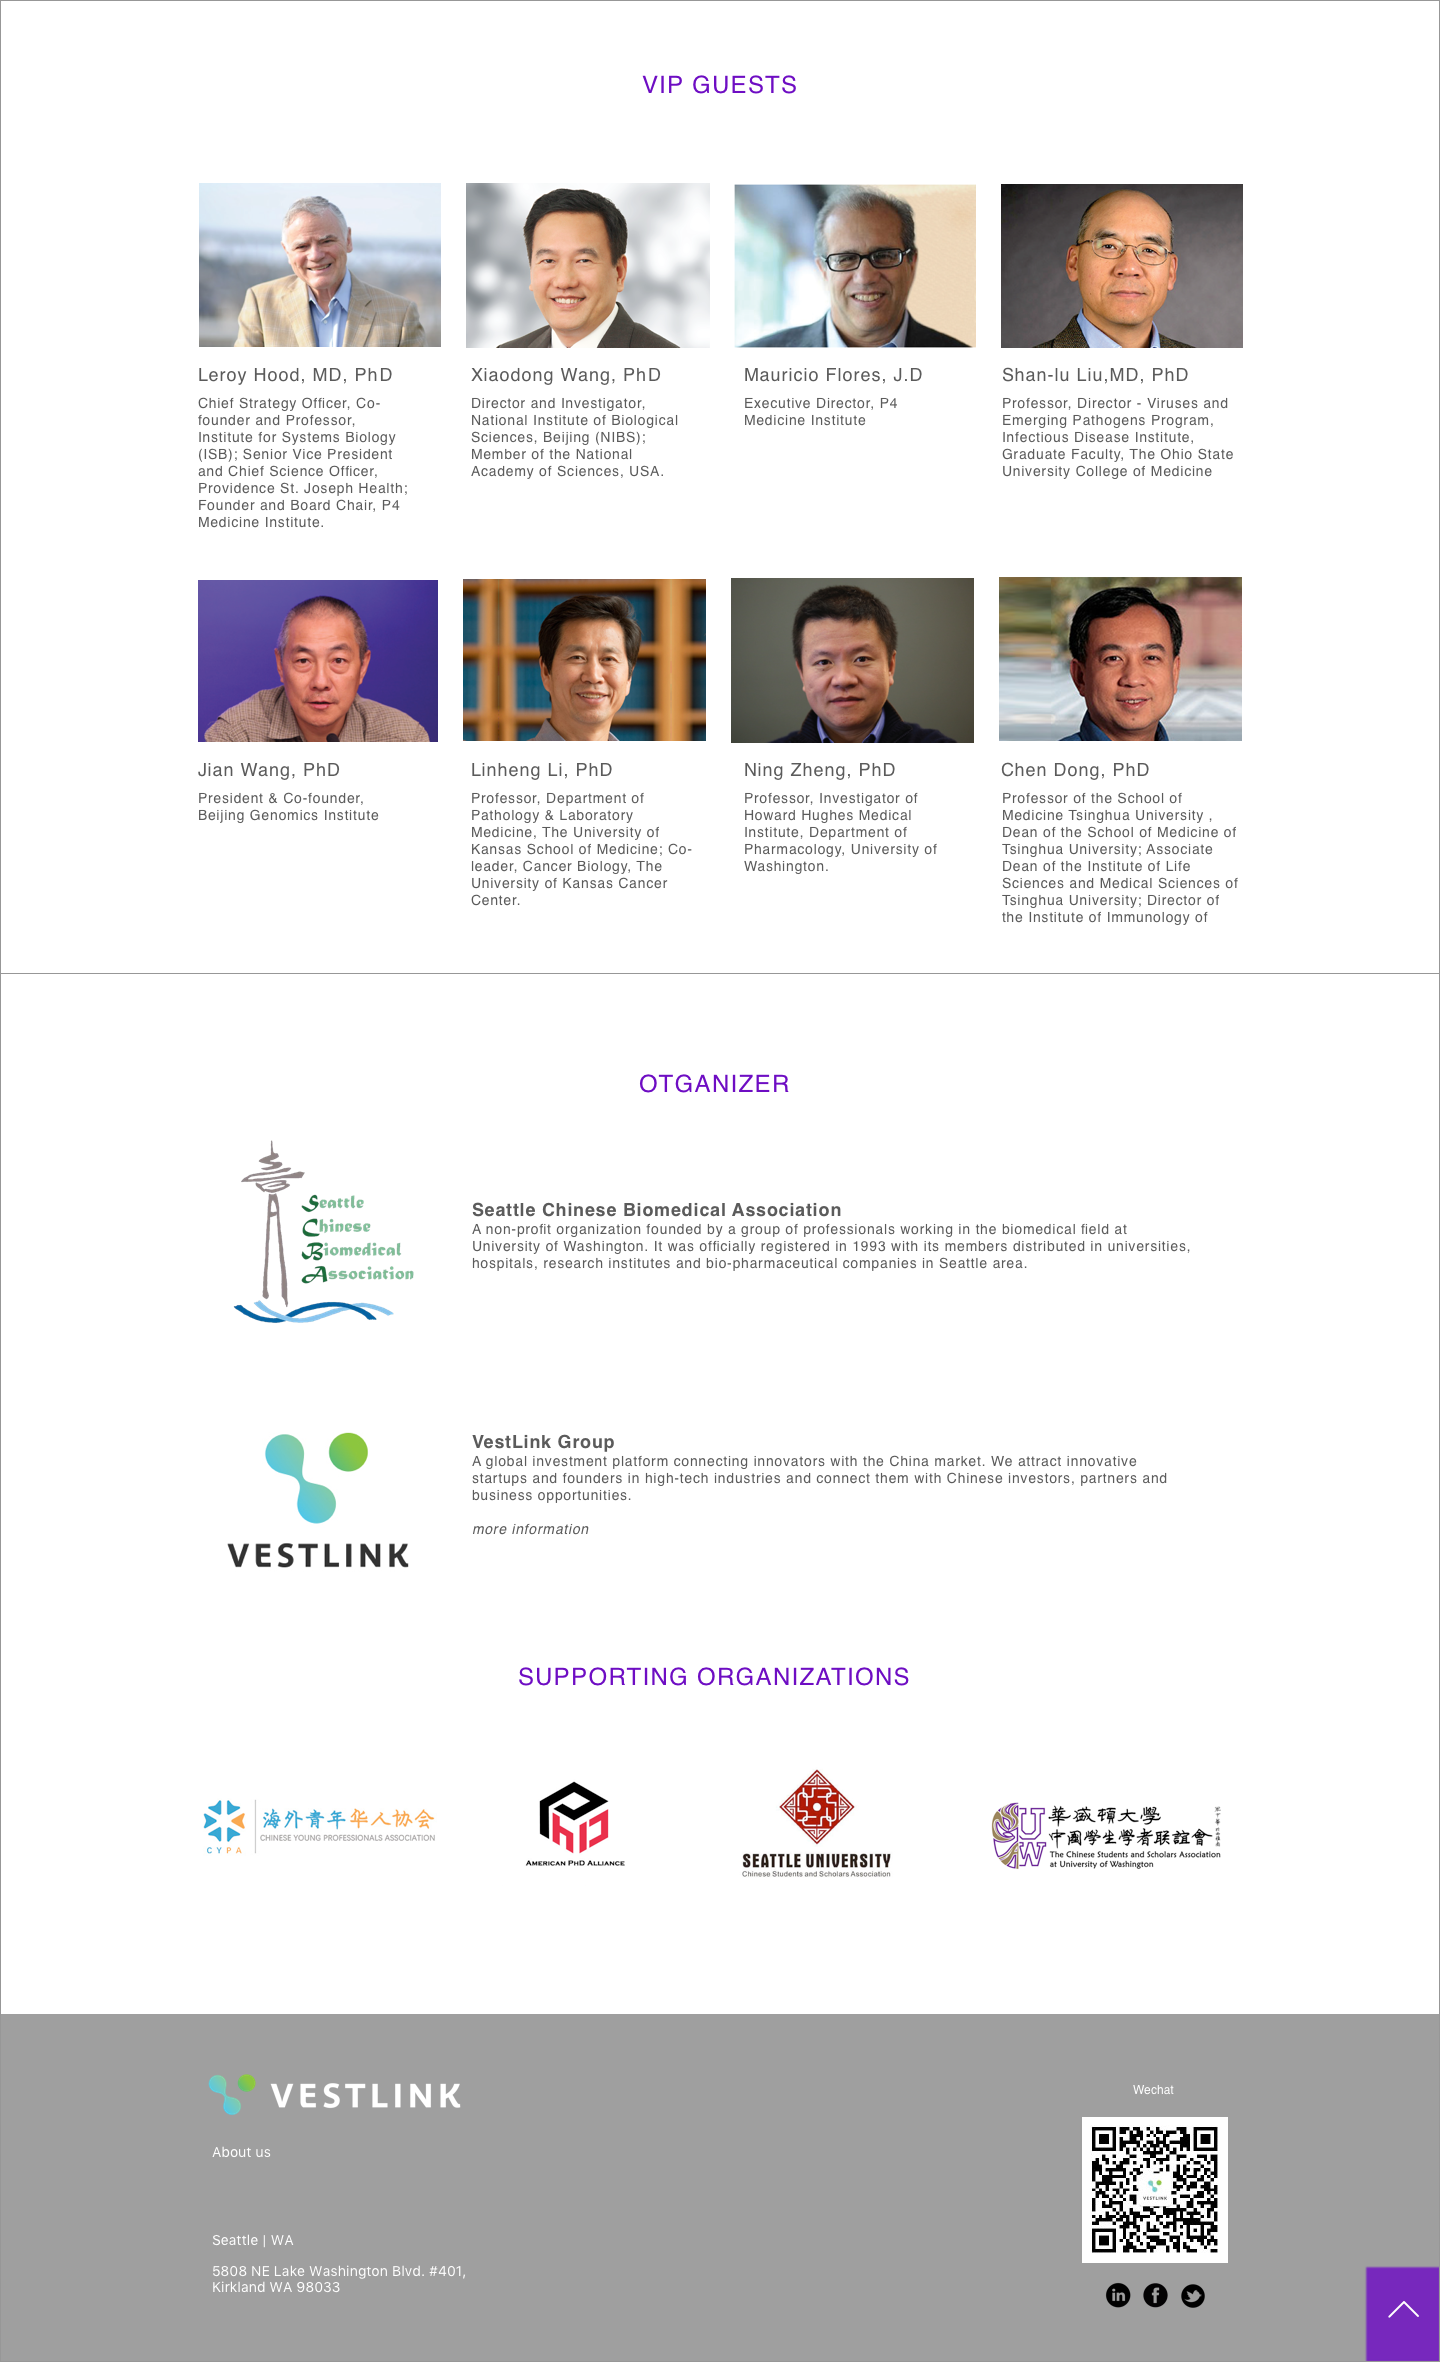 VIP GUESTS
Leroy Hood, MD, PhD
Chief Strategy Officer, Co-
founder and Professor,
Institute for Systems Biology
(ISB); Senior Vice President
and Chief Science Officer,
Providence St. Joseph Health;
Founder and Board Chair, P4
Medicine Institute.
Xiaodong Wang, PhD
Director and Investigator,
National Institute of Biological
Sciences, Beijing (NIBS);
Member of the National
Academy of Sciences, USA.
Mauricio Flores, J.D
Executive Director, P4
Medicine Institute
Shan-lu Liu,MD, PhD
Professor, Director - Viruses and
Emerging Pathogens Program,
Infectious Disease Institute,
Graduate Faculty, The Ohio State
University College of Medicine
Jian Wang, PhD
President & Co-founder,
Beijing Genomics Institute
Linheng Li, PhD
Professor, Department of
Pathology & Laboratory
Medicine, The University of
Kansas School of Medicine; Co-
leader, Cancer Biology, The
University of Kansas Cancer
Center.
Ning Zheng, PhD
Professor, Investigator of
Howard Hughes Medical
Institute, Department of
Pharmacology, University of
Washington.
Chen Dong, PhD
Professor of the School of
Medicine Tsinghua University ,
Dean of the School of Medicine of
Tsinghua University; Associate
Dean of the Institute of Life
Sciences and Medical Sciences of
Tsinghua University; Director of
the Institute of Immunology of
OTGANIZER
Seattle
Chinese
Biomedical
Association
Seattle Chinese Biomedical Association
A non-profit organization founded by a group of professionals working in the biomedical field at
University of Washington. It was officially registered in 1993 with its members distributed in universities,
hospitals, research institutes and bio-pharmaceutical companies in Seattle area.
VESTLINK
VestLink Group
A global investment platform connecting innovators with the China market. We attract innovative
startups and founders in high-tech industries and connect them with Chinese investors, partners and
business opportunities.
more information
SUPPORTING ORGANIZATIONS
CYPA
海外青年华人协会
CHINESE YOUNG PROFESSIONALS ASSOCIATION
PhD
AMERICAN PHD ALLIANCE
SEATTLE UNIVERSITY
Chinese Students and Scholars Association
UW
華盛頓大學
中國學生學者联誼會
The Chinese Students and Scholars Association
at University of Washington
VESTLINK
About us
Seattle | WA
5808 NE Lake Washington Blvd. #401,
Kirkland WA 98033
Wechat
VESTLINK
in
f